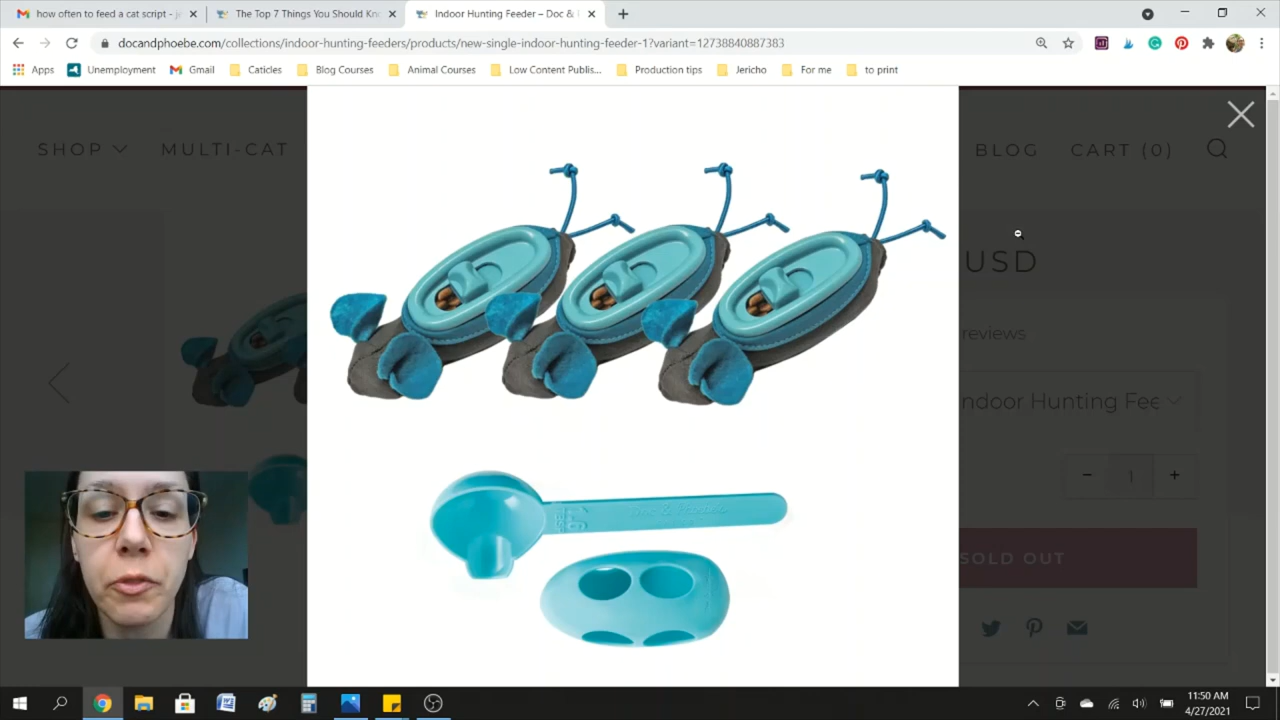 how often to feed a cat script - j
The Top 7 Things You Should Kn
Indoor Hunting Feeder – Doc &
docandphoebe.com/collections/indoor-hunting-feeders/products/new-single-indoor-hunting-feeder-1?variant=12738840887383
Apps Unemployment Gmail Caticles Blog Courses Animal Courses Low Content Publis... Production tips Jericho For me to print
SHOP MULTI-CAT BLOG CART (0)
USD
reviews
ndoor Hunting Fee
- 1 +
SOLD OUT
Doc & Phoebe
11:50 AM
4/27/2021